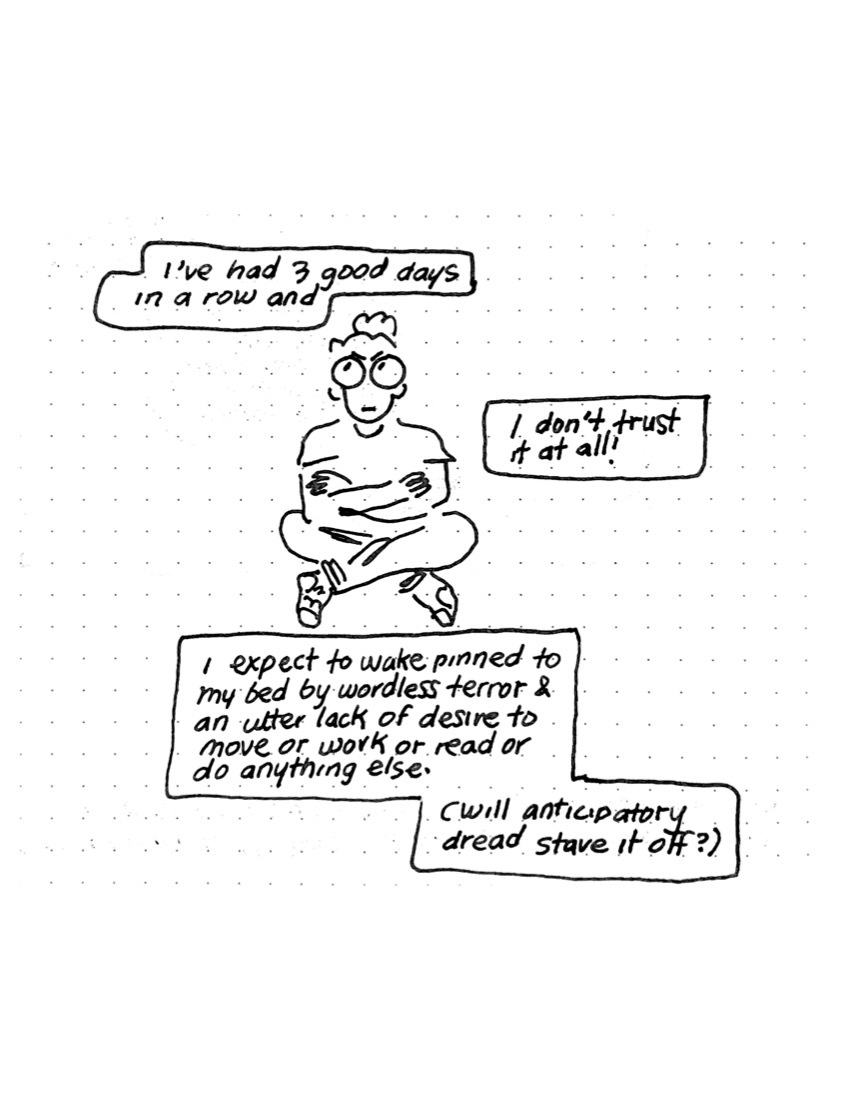 I've had 3 good days
in a row and
I don't trust
it at all!
I expect to wake pinned to
my bed by wordless terror &
an utter lack of desire to
move or work or read or
do anything else.
(will anticipatory
dread stave it off?)